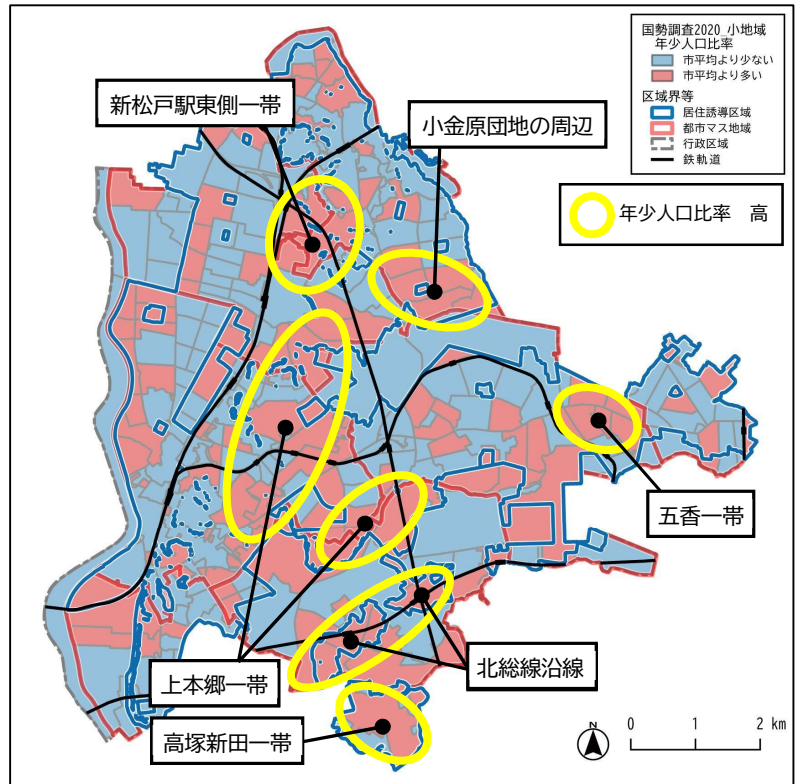 国勢調査2020_小地域
年少人口比率
市平均より少ない
市平均より多い
区域界等
居住誘導区域
都市マス地域
行政区域
鉄軌道
年少人口比率 高
新松戸駅東側一帯
小金原団地の周辺
五香一帯
上本郷一帯
北総線沿線
高塚新田一帯
N
0 1 2 km